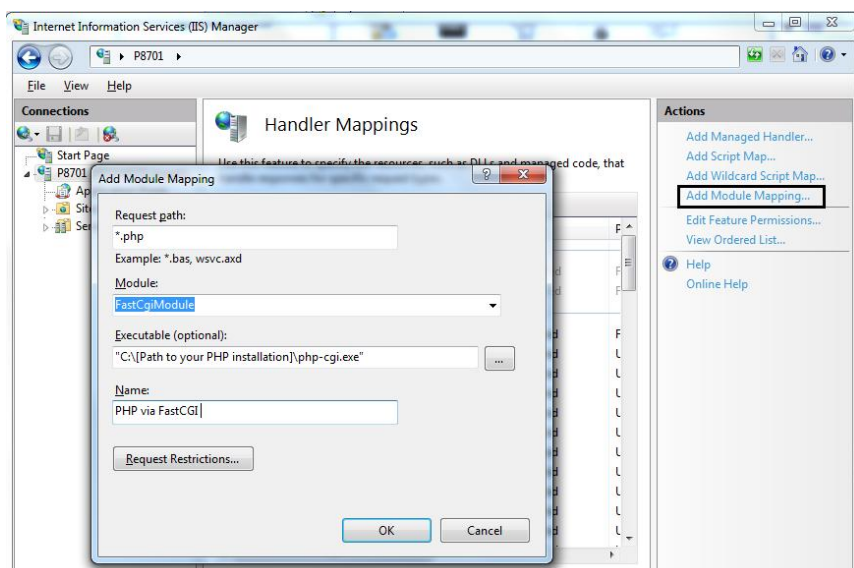 Internet Information Services (IIS) Manager
P8701
File View Help
Connections
Start Page
P8701
Ap
Sit
Ser
Handler Mappings
Use this feature to specify the resources, such as DLLs and managed code, that
Add Module Mapping
Request path:
*.php
Example: *.bas, wsvc.axd
Module:
FastCgiModule
Executable (optional):
"C:\[Path to your PHP installation]\php-cgi.exe"
...
Name:
PHP via FastCGI
Request Restrictions...
OK Cancel
Actions
Add Managed Handler...
Add Script Map...
Add Wildcard Script Map...
Add Module Mapping...
Edit Feature Permissions...
View Ordered List...
Help
Online Help